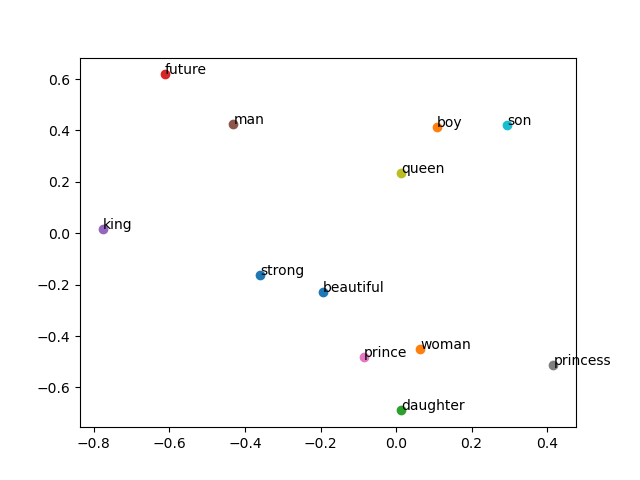 future
man
boy
son
queen
king
strong
beautiful
prince
woman
princess
daughter
0.6
0.4
0.2
0.0
−0.2
−0.4
−0.6
−0.8 −0.6 −0.4 −0.2 0.0 0.2 0.4